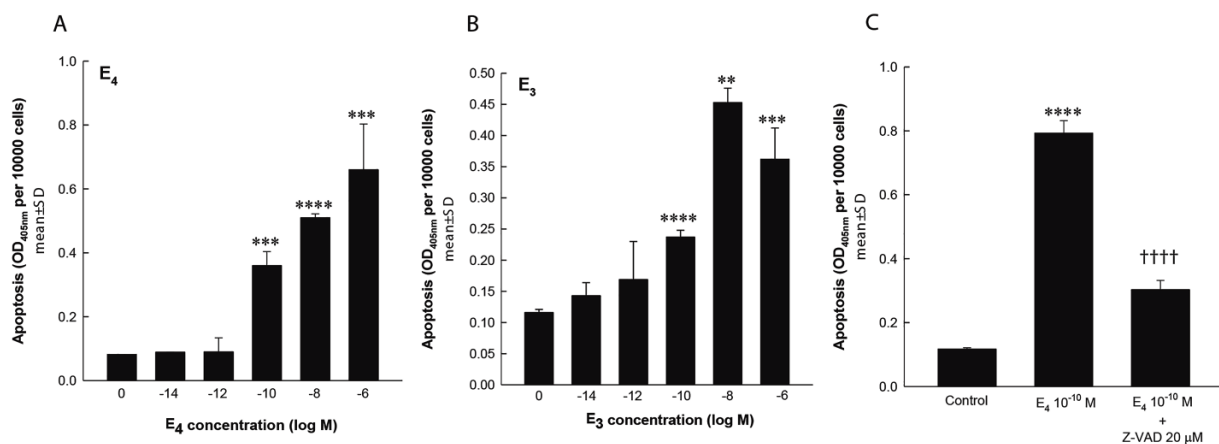 A
E4
Apoptosis (OD405nm per 10000 cells)
mean±SD
1.0
0.8
0.6
0.4
0.2
0.0
***
****
***
0 -14 -12 -10 -8 -6
E4 concentration (log M)
B
E3
Apoptosis (OD405nm per 10000 cells)
mean±SD
0.50
0.45
0.40
0.35
0.30
0.25
0.20
0.15
0.10
0.05
0.00
****
**
***
0 -14 -12 -10 -8 -6
E3 concentration (log M)
C
Apoptosis (OD405nm per 10000 cells)
mean±SD
1.0
0.8
0.6
0.4
0.2
0.0
****
††††
Control
E4 10-10 M
E4 10-10 M
+
Z-VAD 20 µM